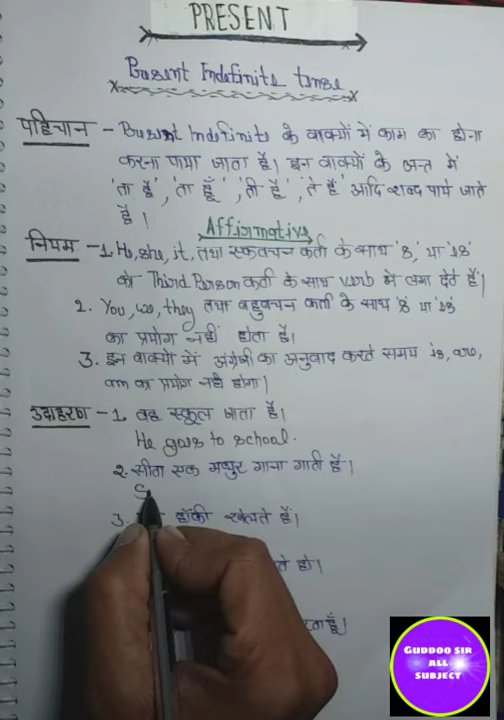 PRESENT
Present Indefinite tense
पहिचान - Present Indefinite के वाक्यों में काम का होना
करना पाया जाता है। इन वाक्यों के अन्त में
'ता है', 'ता हूँ', 'ती है', 'ते हैं' आदि शब्द पाये जाते
है।
Affirmative
नियम - 1. He, she, it, तथा एकवचन कर्ता के साथ 's' या 'es'
को Third Person कर्ता के साथ verb में लगा देते हैं।
2. You, we, they तथा बहुवचन कर्ता के साथ 's' या 'es'
का प्रयोग नहीं होता है।
3. इन वाक्यों में अंग्रेजी का अनुवाद करते समय is, are,
am का प्रयोग नही होगा।
उदाहरण - 1. वह स्कूल जाता है।
He goes to school.
2. सीता एक मधुर गाना गाती है।
S
3. हॉकी खेलते हैं।
ते हो।
हूँ।
GUDDOO SIR
ALL
SUBJECT